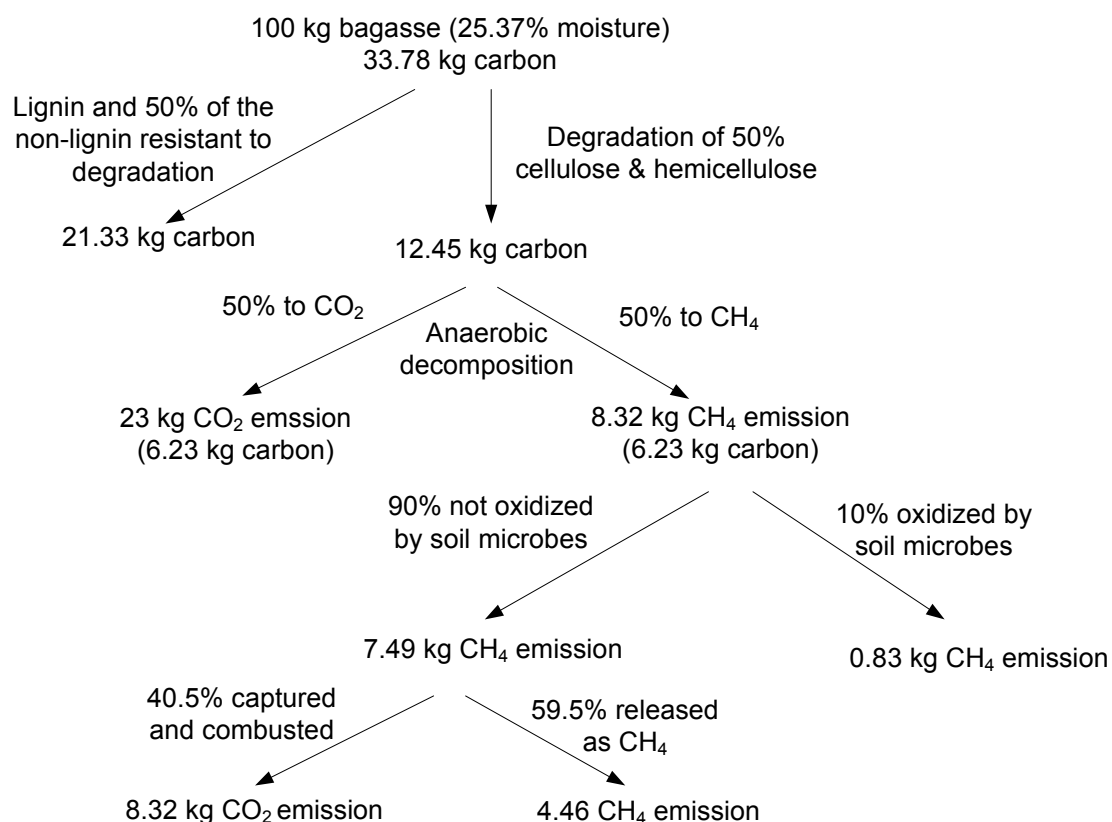 100 kg bagasse (25.37% moisture)
33.78 kg carbon
Lignin and 50% of the
non-lignin resistant to
degradation
Degradation of 50%
cellulose & hemicellulose
21.33 kg carbon
12.45 kg carbon
50% to CO₂
Anaerobic
decomposition
50% to CH₄
23 kg CO₂ emssion
(6.23 kg carbon)
8.32 kg CH₄ emission
(6.23 kg carbon)
90% not oxidized
by soil microbes
10% oxidized by
soil microbes
7.49 kg CH₄ emission
0.83 kg CH₄ emission
40.5% captured
and combusted
59.5% released
as CH₄
8.32 kg CO₂ emission
4.46 CH₄ emission